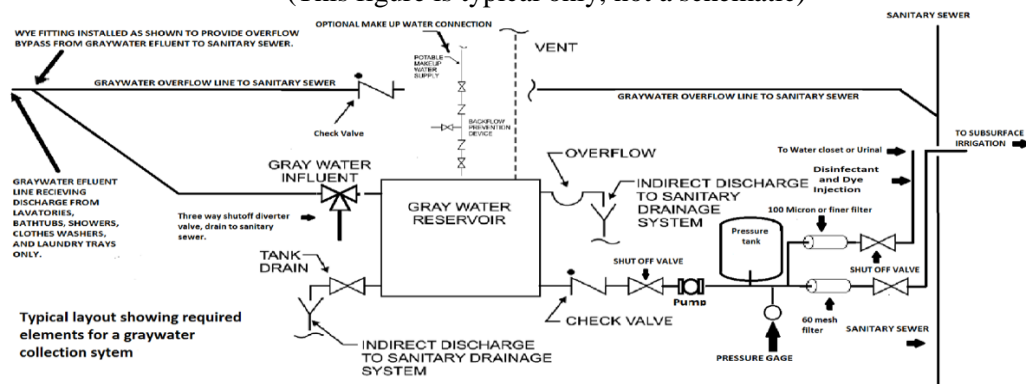 (This figure is typical only, not a schematic)
OPTIONAL MAKE UP WATER CONNECTION
SANITARY SEWER
WYE FITTING INSTALLED AS SHOWN TO PROVIDE OVERFLOW
BYPASS FROM GRAYWATER EFLUENT TO SANITARY SEWER.
POTABLE
MAKEUP
WATER
SUPPLY
VENT
GRAYWATER OVERFLOW LINE TO SANITARY SEWER
GRAYWATER OVERFLOW LINE TO SANITARY SEWER
Check Valve
BACKFLOW
PREVENTION
DEVICE
TO SUBSURFACE
IRRIGATION
To Water closet or Urinal
GRAY WATER
INFLUENT
OVERFLOW
Disinfectant
and Dye
Injection
GRAYWATER EFLUENT
LINE RECIEVING
DISCHARGE FROM
LAVATORIES,
BATHTUBS, SHOWERS,
CLOTHES WASHERS,
AND LAUNDRY TRAYS
ONLY.
GRAY WATER
RESERVOIR
INDIRECT DISCHARGE
TO SANITARY
DRAINAGE
SYSTEM
100 Micron or finer filter
Three way shutoff diverter
valve, drain to sanitary
sewer.
Pressure
tank
TANK
DRAIN
SHUT OFF VALVE
SHUT OFF VALVE
Pump
CHECK VALVE
60 mesh
filter
SANITARY SEWER
Typical layout showing required
elements for a graywater
collection sytem
INDIRECT DISCHARGE
TO SANITARY DRAINAGE
SYSTEM
PRESSURE GAGE